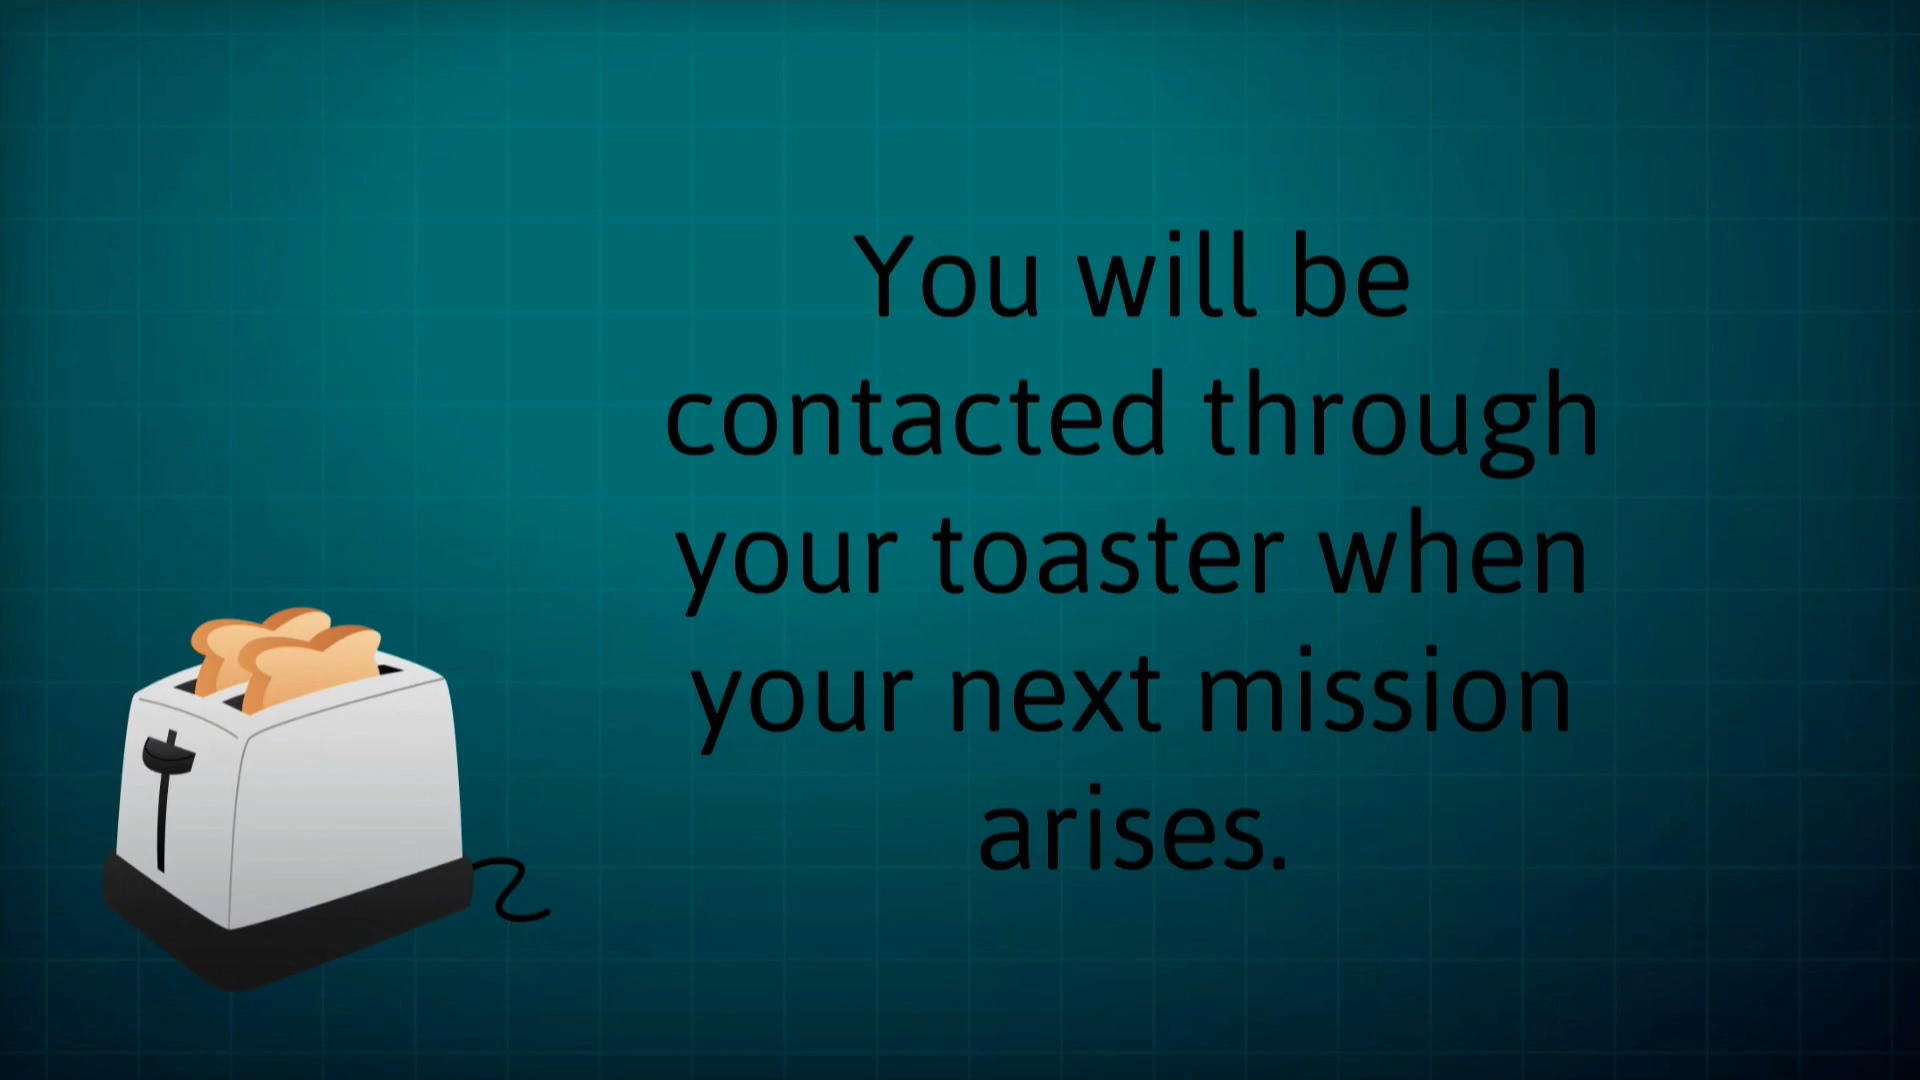 You will be
contacted through
your toaster when
your next mission
arises.